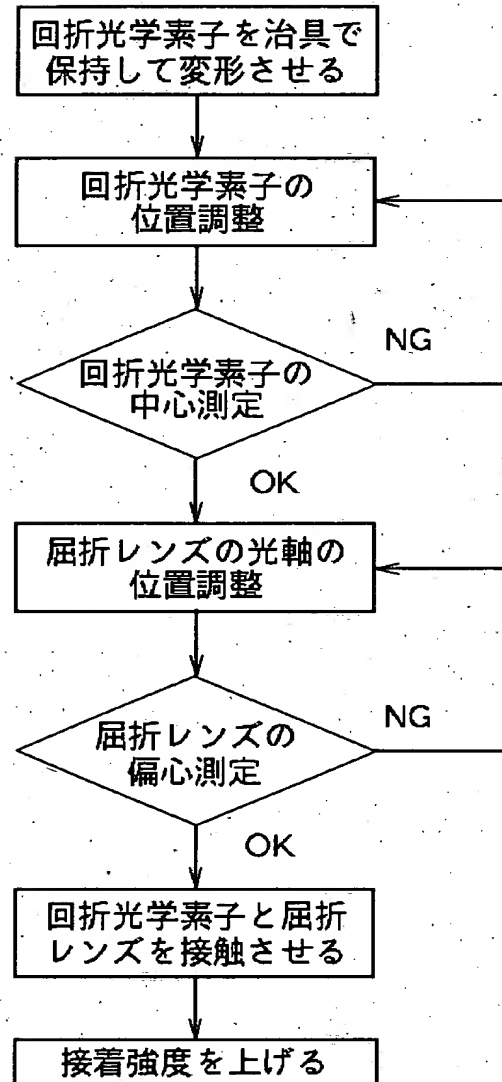 回折光学素子を治具で
保持して変形させる
回折光学素子の
位置調整
NG
回折光学素子の
中心測定
OK
屈折レンズの光軸の
位置調整
NG
屈折レンズの
偏心測定
OK
回折光学素子と屈折
レンズを接触させる
接着強度を上げる